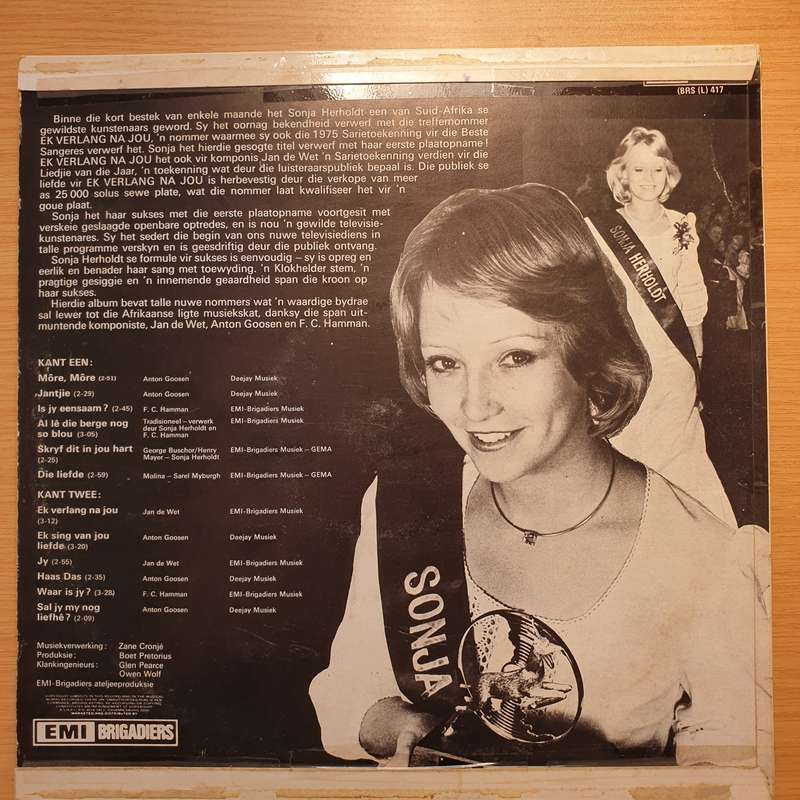 (BRS (L) 417
Binne die kort bestek van enkele maande het Sonja Herholdt een van Suid-Afrika se
gewildste kunstenaars geword. Sy het oornag bekendheid verwerf met die treffernommer
EK VERLANG NA JOU, 'n nommer waarmee sy ook die 1975 Sarietoekenning vir die Beste
Sangeres verwerf het. Sonja het hierdie gesogte titel verwerf met haar eerste plaatopname!
EK VERLANG NA JOU het ook vir komponis Jan de Wet 'n Sarietoekenning verdien vir die
Liedjie van die Jaar, 'n toekenning wat deur die luisteraarspubliek bepaal is. Die publiek se
liefde vir EK VERLANG NA JOU is herbevestig deur die verkope van meer
as 25 000 solus sewe plate, wat die nommer laat kwalifiseer het vir 'n
goue plaat.
Sonja het haar sukses met die eerste plaatopname voortgesit met
verskeie geslaagde openbare optredes, en is nou 'n gewilde televisie-
kunstenares. Sy het sedert die begin van ons nuwe televisiediens in
talle programme verskyn en is geesdriftig deur die publiek ontvang.
Sonja Herholdt se formule vir sukses is eenvoudig – sy is opreg en
eerlik en benader haar sang met toewyding. 'n Klokhelder stem, 'n
pragtige gesiggie en 'n innemende geaardheid span die kroon op
haar sukses.
Hierdie album bevat talle nuwe nommers wat 'n waardige bydrae
sal lewer tot die Afrikaanse ligte musiekskat, danksy die span uit-
muntende komponiste, Jan de Wet, Anton Goosen en F. C. Hamman.
SONJA HERHOLDT
KANT EEN:
Môre, Môre (2-51) Anton Goosen Deejay Musiek
Jantjie (2-29) Anton Goosen Deejay Musiek
Is jy eensaam? (2-45) F. C. Hamman EMI-Brigadiers Musiek
Al lê die berge nog Tradisioneel – verwerk EMI-Brigadiers Musiek
so blou (3-05) deur Sonja Herholdt en
F. C. Hamman
Skryf dit in jou hart George Buschor/Henry EMI-Brigadiers Musiek – GEMA
(2-25) Mayer – Sonja Herholdt
Die liefde (2-59) Molina – Sarel Myburgh EMI-Brigadiers Musiek – GEMA
KANT TWEE:
Ek verlang na jou Jan de Wet EMI-Brigadiers Musiek
(3-12)
Ek sing van jou Anton Goosen Deejay Musiek
liefde (3-20)
Jy (2-55) Jan de Wet EMI-Brigadiers Musiek
Haas Das (2-35) Anton Goosen Deejay Musiek
Waar is jy? (3-28) F. C. Hamman EMI-Brigadiers Musiek
Sal jy my nog Anton Goosen Deejay Musiek
liefhê? (2-09)
SONJA
Musiekverwerking: Zane Cronjé
Produksie: Boet Pretorius
Klankingenieurs: Glen Pearce
Owen Wolf
EMI-Brigadiers ateljeeproduksie
EMI BRIGADIERS